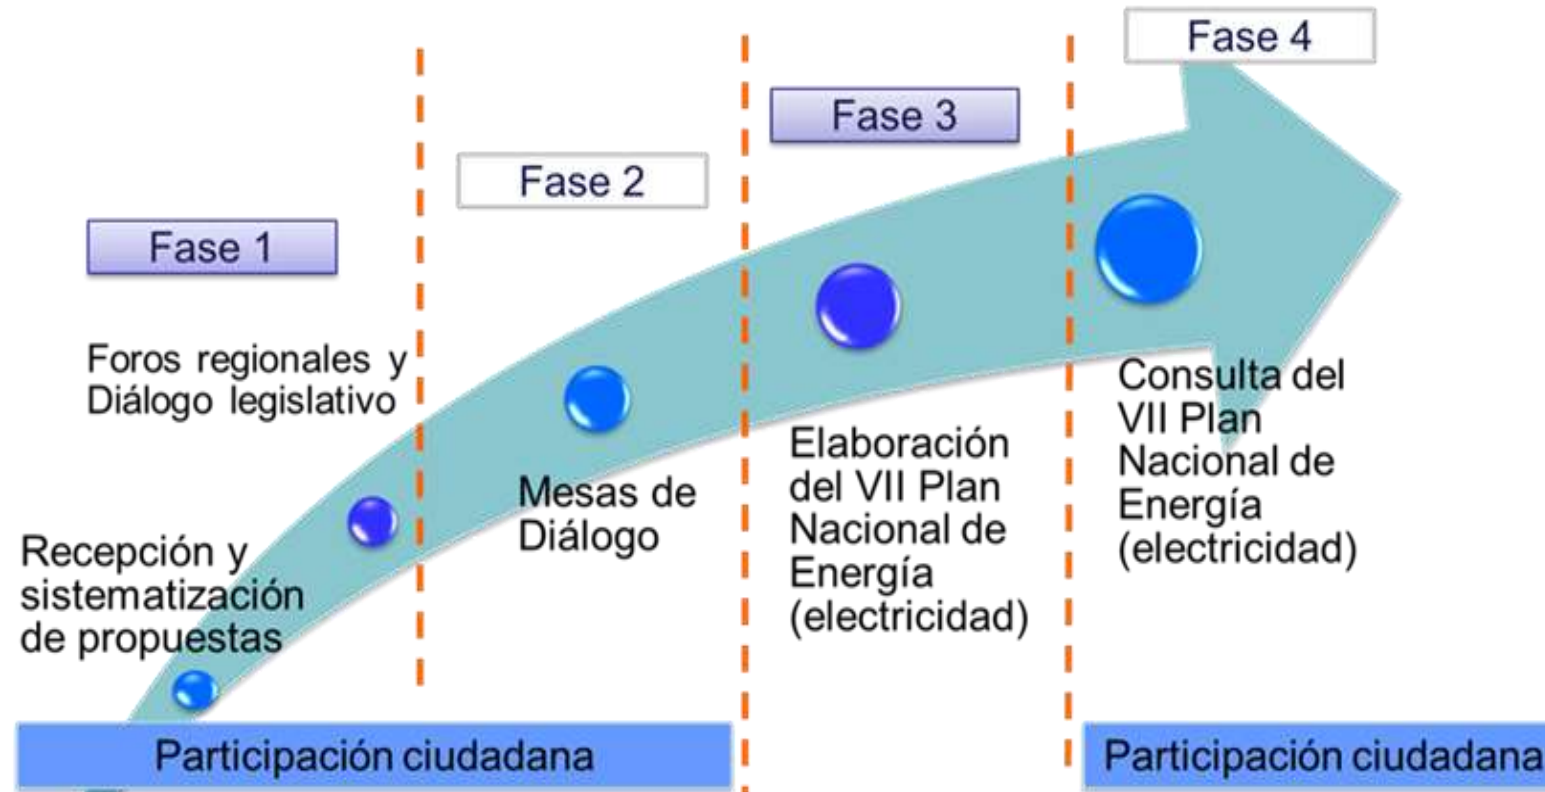 Fase 1
Foros regionales y
Diálogo legislativo
Recepción y
sistematización
de propuestas
Fase 2
Mesas de
Diálogo
Fase 3
Elaboración
del VII Plan
Nacional de
Energía
(electricidad)
Fase 4
Consulta del
VII Plan
Nacional de
Energía
(electricidad)
Participación ciudadana
Participación ciudadana